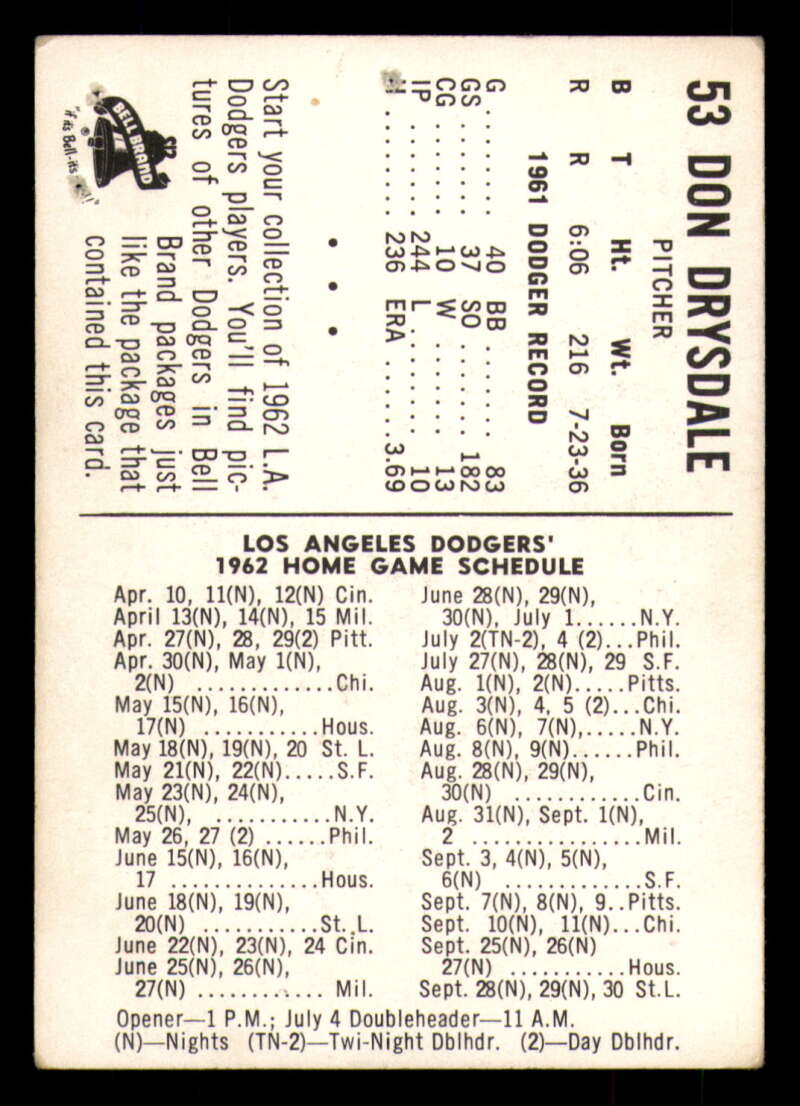 53 DON DRYSDALE
PITCHER
B T Ht. Wt. Born
R R 6:06 216 7-23-36
1961 DODGER RECORD
G ........ 40 BB ........ 83
GS ........ 37 SO ........ 182
CG ........ 10 W ........ 13
IP ........ 244 L ........ 10
H ........ 236 ERA ...... 3.69
• • •
Start your collection of 1962 L.A.
Dodgers players. You'll find pic-
tures of other Dodgers in Bell
Brand packages just
like the package that
contained this card.
BELL BRAND
®
"if it's Bell-it's
LOS ANGELES DODGERS'
1962 HOME GAME SCHEDULE
Apr. 10, 11(N), 12(N) Cin.
April 13(N), 14(N), 15 Mil.
Apr. 27(N), 28, 29(2) Pitt.
Apr. 30(N), May 1(N),
2(N) .............Chi.
May 15(N), 16(N),
17(N) ...........Hous.
May 18(N), 19(N), 20 St. L.
May 21(N), 22(N).....S.F.
May 23(N), 24(N),
25(N), ...........N.Y.
May 26, 27 (2) ......Phil.
June 15(N), 16(N),
17 ..............Hous.
June 18(N), 19(N),
20(N) ...........St. L.
June 22(N), 23(N), 24 Cin.
June 25(N), 26(N),
27(N) ............ Mil.
June 28(N), 29(N),
30(N), July 1......N.Y.
July 2(TN-2), 4 (2)...Phil.
July 27(N), 28(N), 29 S.F.
Aug. 1(N), 2(N).....Pitts.
Aug. 3(N), 4, 5 (2)...Chi.
Aug. 6(N), 7(N),.....N.Y.
Aug. 8(N), 9(N)......Phil.
Aug. 28(N), 29(N),
30(N) ............Cin.
Aug. 31(N), Sept. 1(N),
2 ................Mil.
Sept. 3, 4(N), 5(N),
6(N) .............S.F.
Sept. 7(N), 8(N), 9..Pitts.
Sept. 10(N), 11(N)...Chi.
Sept. 25(N), 26(N)
27(N) ...........Hous.
Sept. 28(N), 29(N), 30 St.L.
Opener—1 P.M.; July 4 Doubleheader—11 A.M.
(N)—Nights (TN-2)—Twi-Night Dblhdr. (2)—Day Dblhdr.